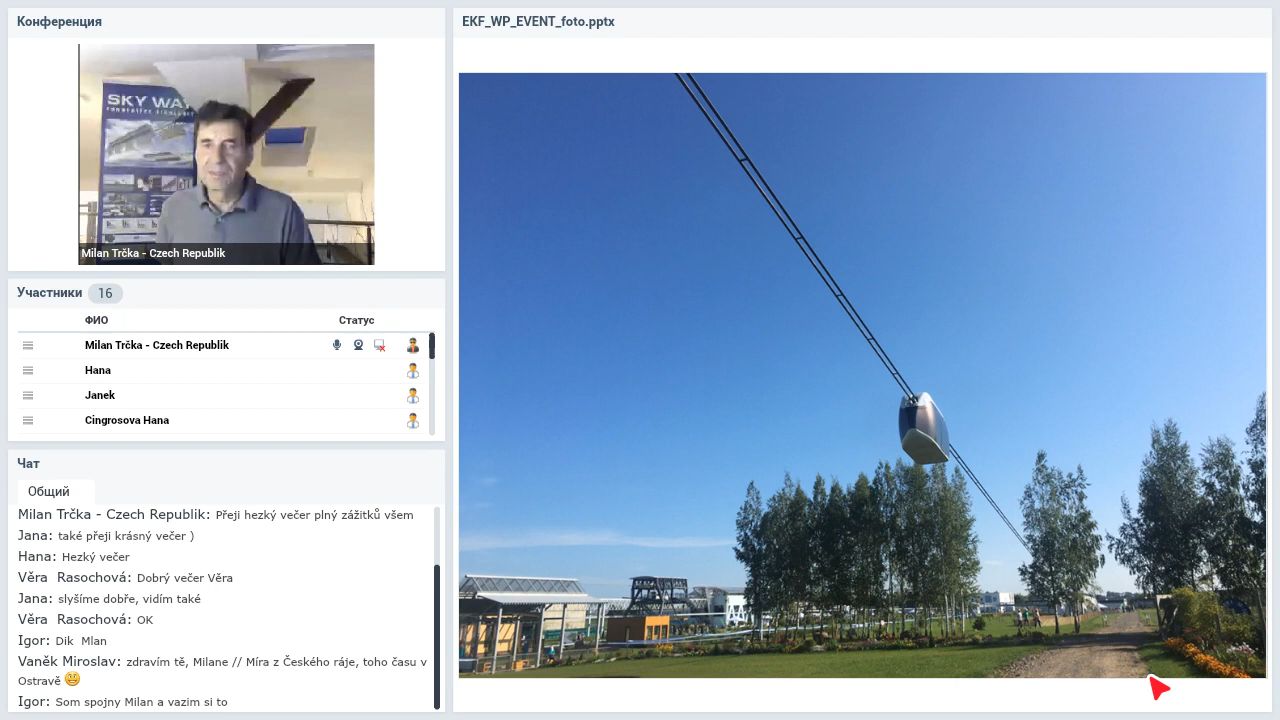 Конференция
EKF_WP_EVENT_foto.pptx
SKY WA
Milan Trčka - Czech Republik
Участники 16
ФИО Статус
Milan Trčka - Czech Republik
Hana
Janek
Cingrosova Hana
Чат
Общий
Milan Trčka - Czech Republik: Přeji hezký večer plný zážitků všem
Jana: také přeji krásný večer )
Hana: Hezký večer
Věra Rasochová: Dobrý večer Věra
Jana: slyšíme dobře, vidím také
Věra Rasochová: OK
Igor: Dik Mlan
Vaněk Miroslav: zdravím tě, Milane // Míra z Českého ráje, toho času v
Ostravě
Igor: Som spojny Milan a vazim si to